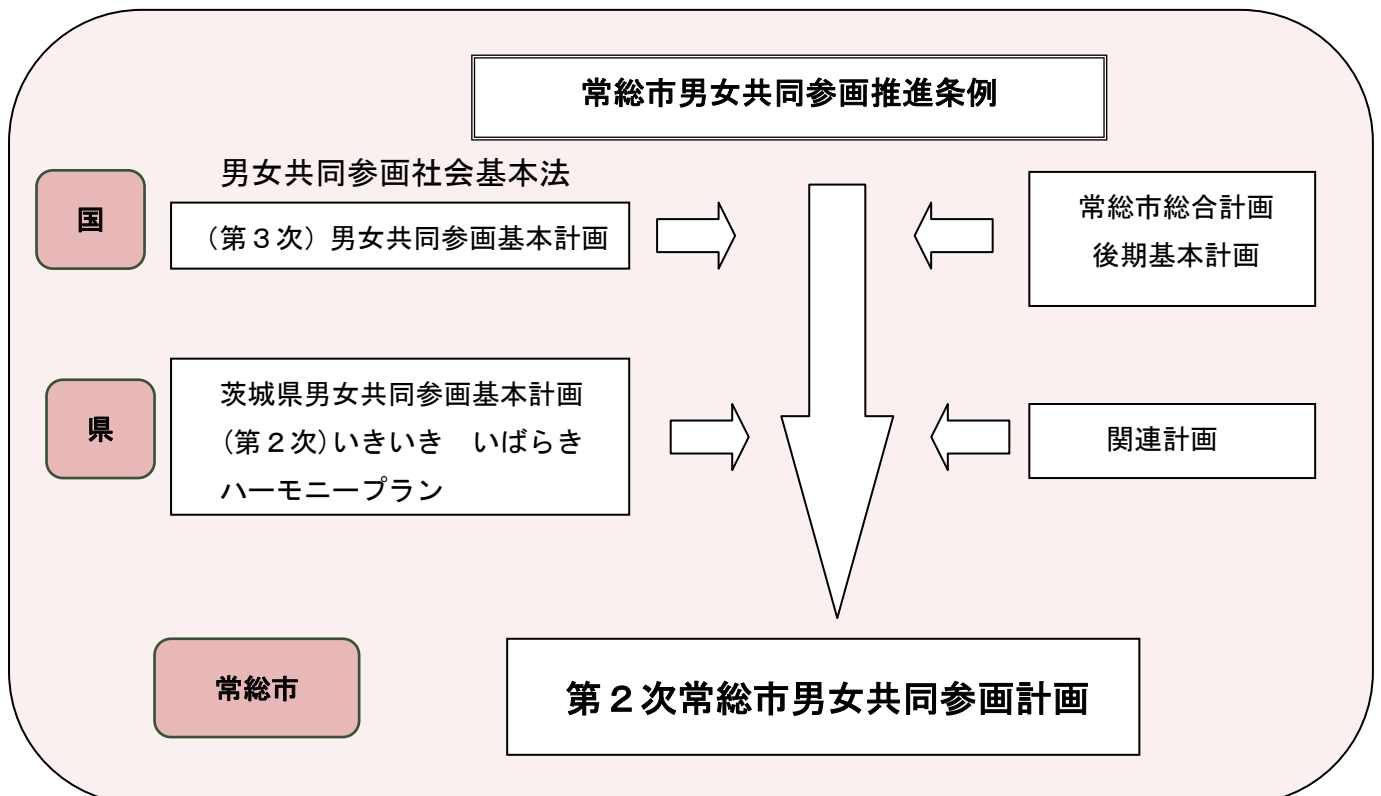 常総市男女共同参画推進条例
国
男女共同参画社会基本法
（第３次）男女共同参画基本計画
常総市総合計画
後期基本計画
県
茨城県男女共同参画基本計画
(第２次)いきいき　いばらき
ハーモニープラン
関連計画
常総市
第２次常総市男女共同参画計画